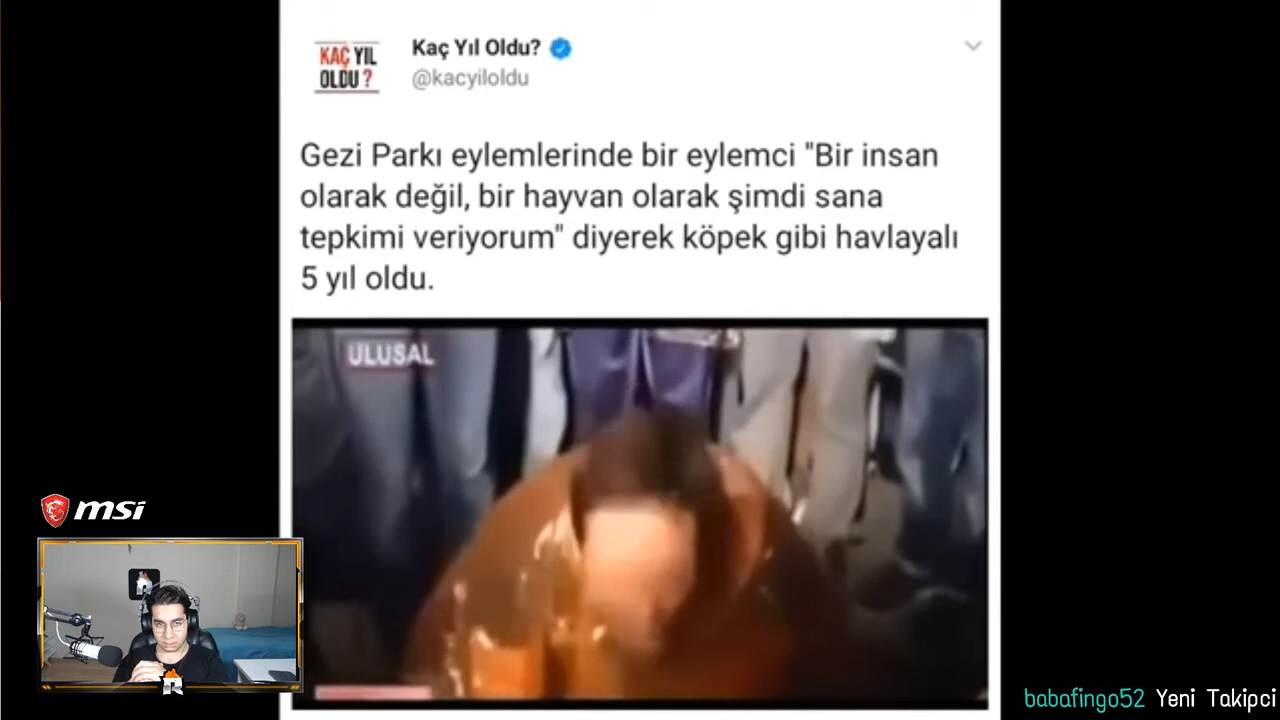 KAÇ YIL
OLDU ?
Kaç Yıl Oldu?
@kacyiloldu
Gezi Parkı eylemlerinde bir eylemci "Bir insan
olarak değil, bir hayvan olarak şimdi sana
tepkimi veriyorum" diyerek köpek gibi havlayalı
5 yıl oldu.
ULUSAL
msi
babafingo52 Yeni Takipci